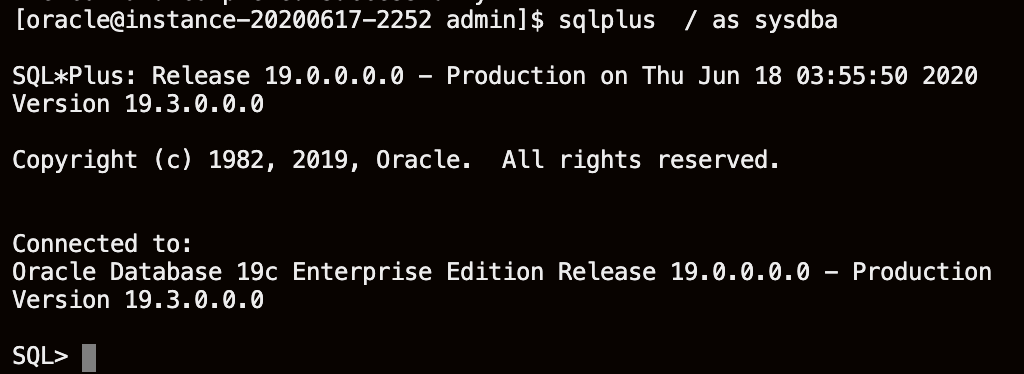 [oracle@instance-20200617-2252 admin]$ sqlplus  / as sysdba
SQL*Plus: Release 19.0.0.0.0 – Production on Thu Jun 18 03:55:50 2020
Version 19.3.0.0.0
Copyright (c) 1982, 2019, Oracle.  All rights reserved.
Connected to:
Oracle Database 19c Enterprise Edition Release 19.0.0.0.0 – Production
Version 19.3.0.0.0
SQL>